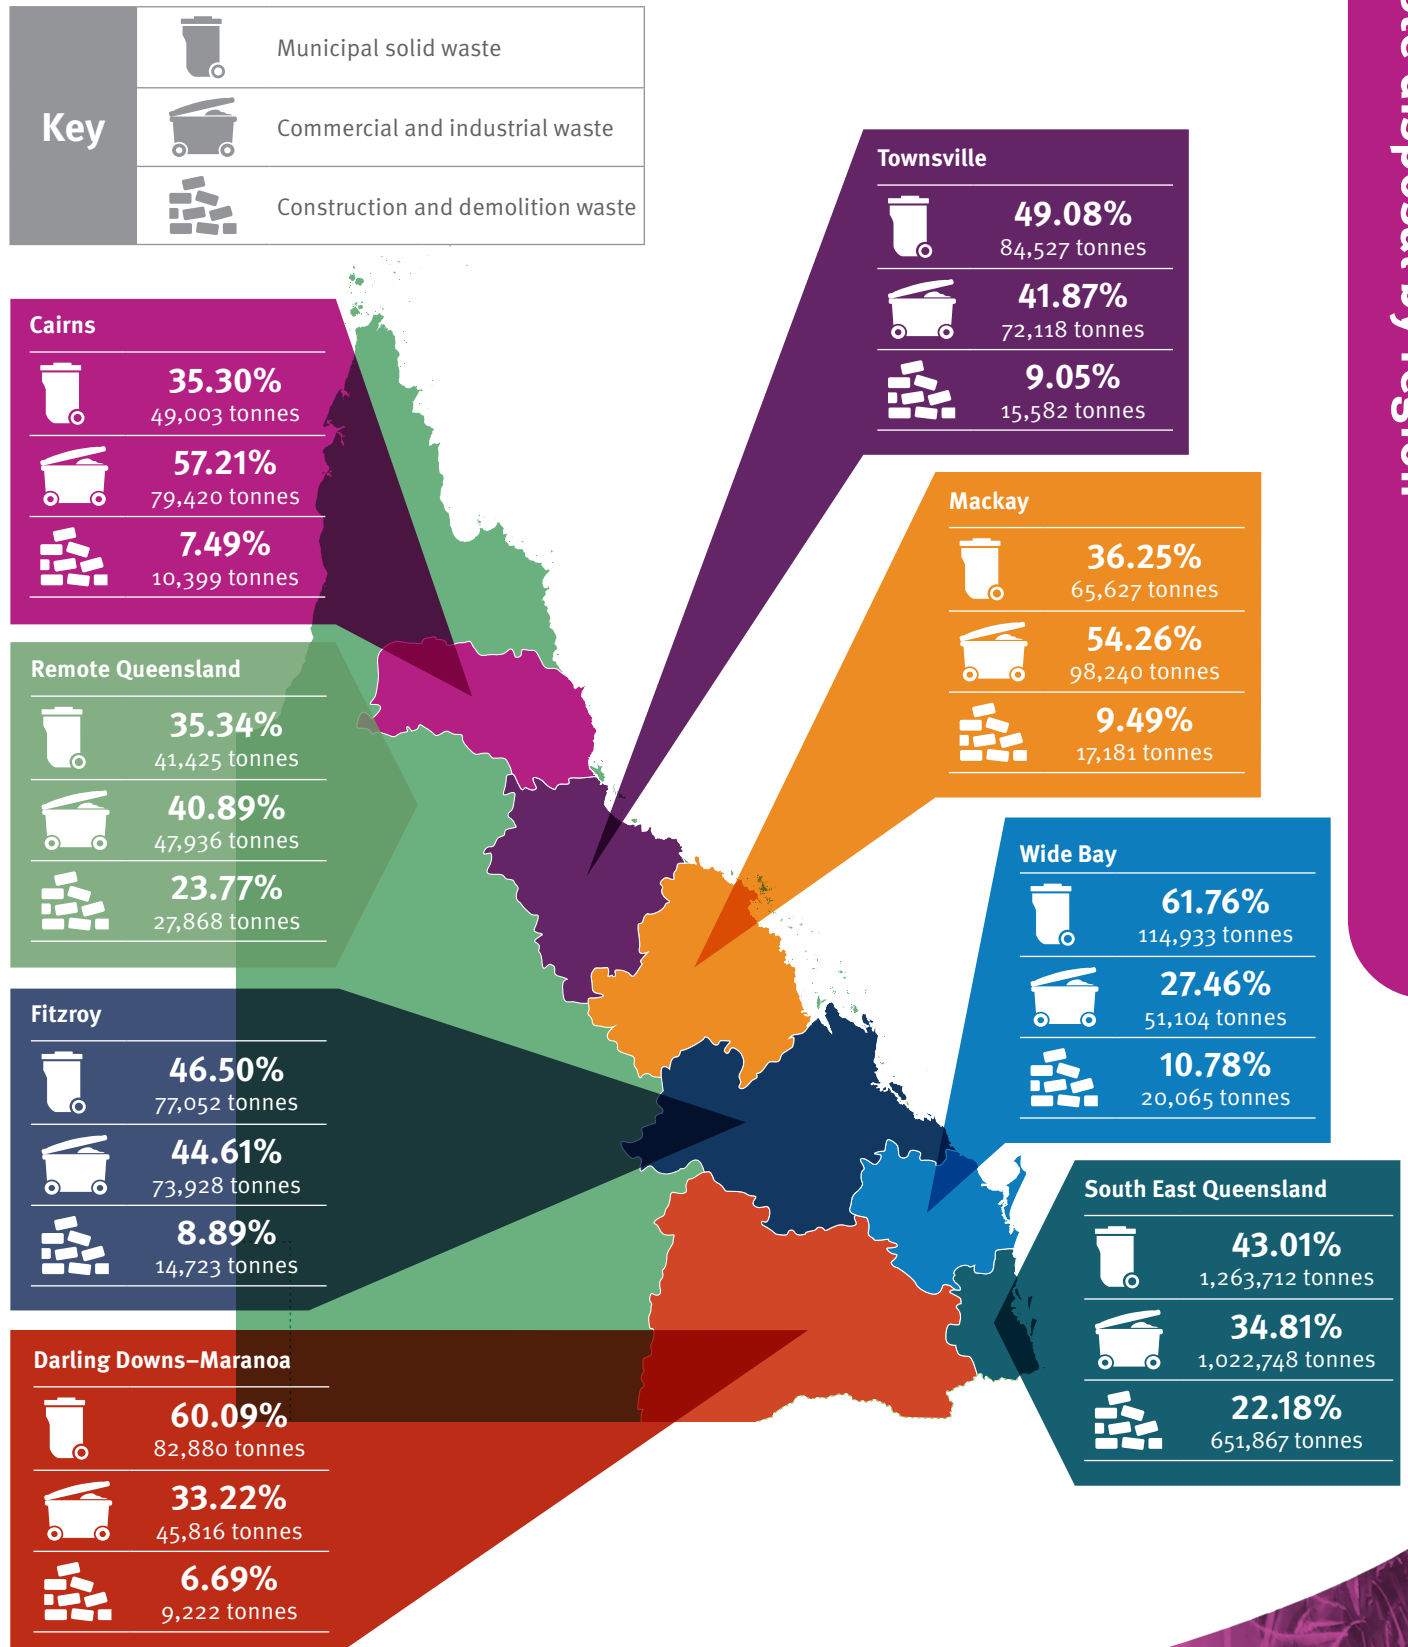 Key
Municipal solid waste
Commercial and industrial waste
Construction and demolition waste
disposal by region
Townsville
49.08%
84,527 tonnes
41.87%
72,118 tonnes
9.05%
15,582 tonnes
Cairns
35.30%
49,003 tonnes
57.21%
79,420 tonnes
7.49%
10,399 tonnes
Mackay
36.25%
65,627 tonnes
54.26%
98,240 tonnes
9.49%
17,181 tonnes
Remote Queensland
35.34%
41,425 tonnes
40.89%
47,936 tonnes
23.77%
27,868 tonnes
Wide Bay
61.76%
114,933 tonnes
27.46%
51,104 tonnes
10.78%
20,065 tonnes
Fitzroy
46.50%
77,052 tonnes
44.61%
73,928 tonnes
8.89%
14,723 tonnes
South East Queensland
43.01%
1,263,712 tonnes
34.81%
1,022,748 tonnes
22.18%
651,867 tonnes
Darling Downs–Maranoa
60.09%
82,880 tonnes
33.22%
45,816 tonnes
6.69%
9,222 tonnes